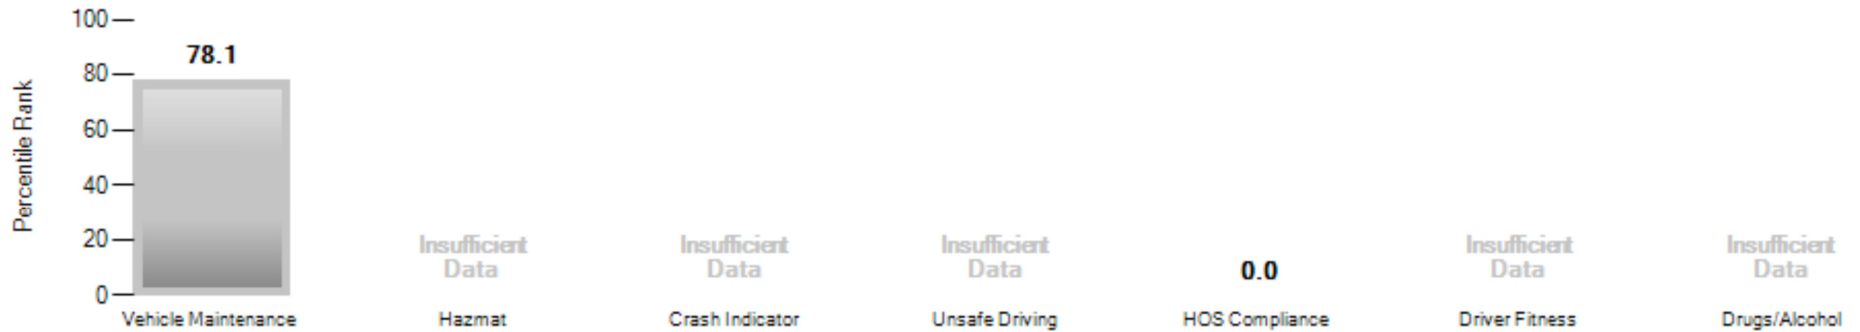 Percentile Rank
100
80
60
40
20
0
78.1
Vehicle Maintenance
Insufficient
Data
Hazmat
Insufficient
Data
Crash Indicator
Insufficient
Data
Unsafe Driving
0.0
HOS Compliance
Insufficient
Data
Driver Fitness
Insufficient
Data
Drugs/Alcohol